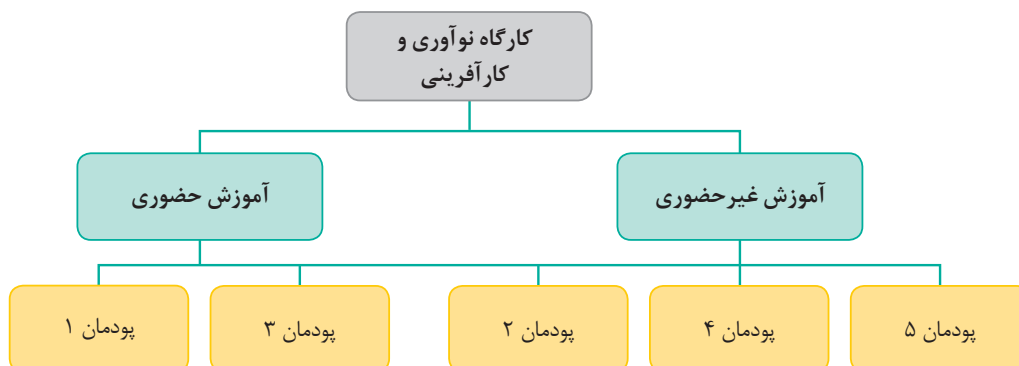 کارگاه نوآوری و
کارآفرینی
آموزش غیرحضوری
آموزش حضوری
پودمان ۵
پودمان ۴
پودمان ۲
پودمان ۳
پودمان ۱